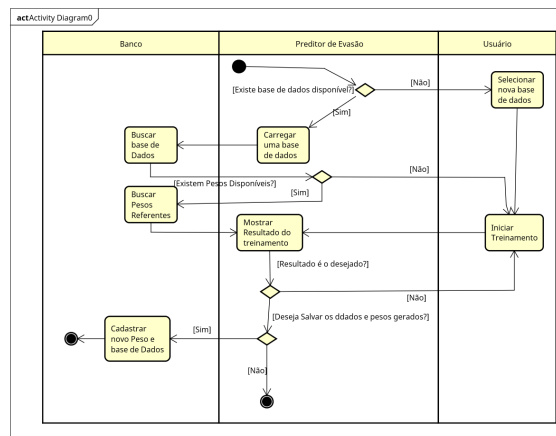 act Activity Diagram0
Banco
Preditor de Evasão
Usuário
[Existe base de dados disponível?]
[Não]
Selecionar
nova base
de dados
[Sim]
Buscar
base de
Dados
Carregar
uma base
de dados
[Existem Pesos Disponíveis?]
[Não]
[Sim]
Buscar
Pesos
Referentes
Mostrar
Resultado do
treinamento
Iniciar
Treinamento
[Resultado é o desejado?]
[Não]
[Deseja Salvar os ddados e pesos gerados?]
Cadastrar
novo Peso e
base de Dados
[Sim]
[Não]